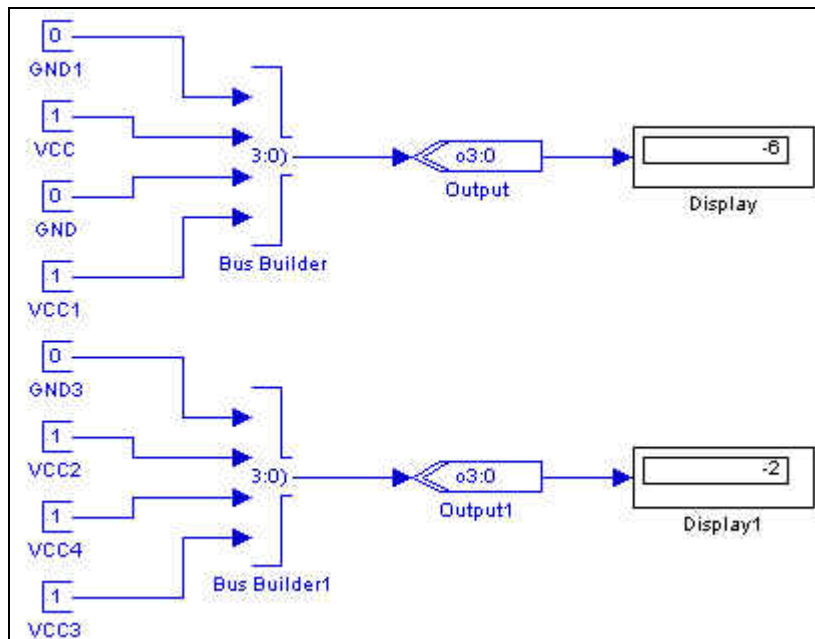 0
GND1
1
VCC
0
GND
1
VCC1
3:0)
Bus Builder
o3:0
Output
-6
Display
0
GND3
1
VCC2
1
VCC4
1
VCC3
3:0)
Bus Builder1
o3:0
Output1
-2
Display1